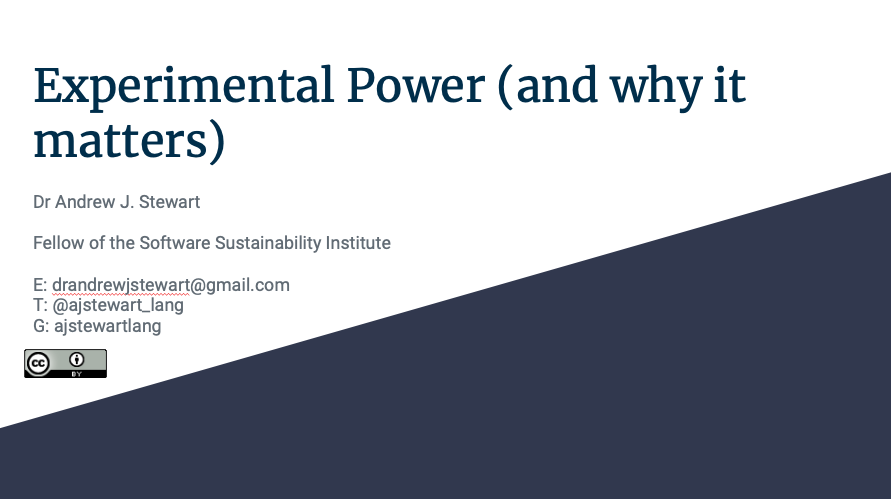 Experimental Power (and why it
matters)
Dr Andrew J. Stewart
Fellow of the Software Sustainability Institute
E: drandrewjstewart@gmail.com
T: @ajstewart_lang
G: ajstewartlang
cc
BY